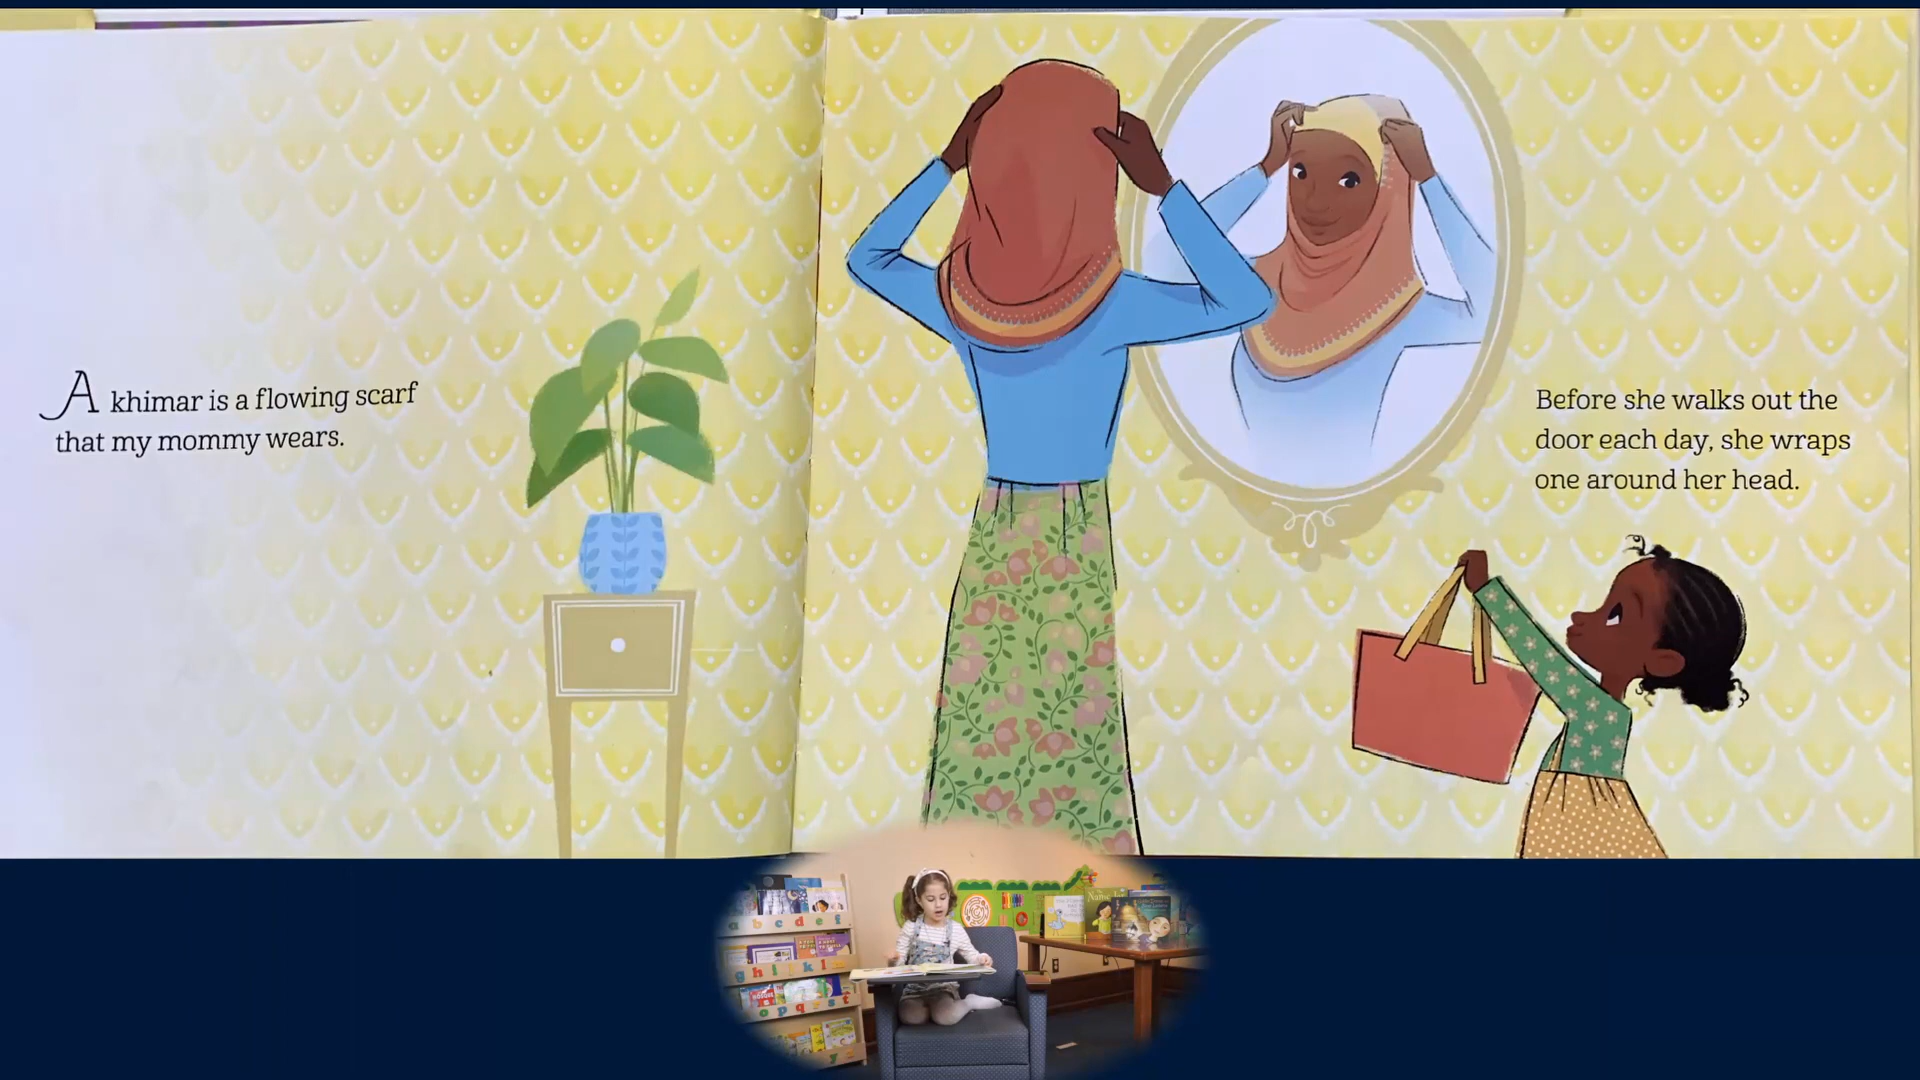 A khimar is a flowing scarf
that my mommy wears.
Before she walks out the
door each day, she wraps
one around her head.
a b c d e f
g h i j k l
o p q r s t